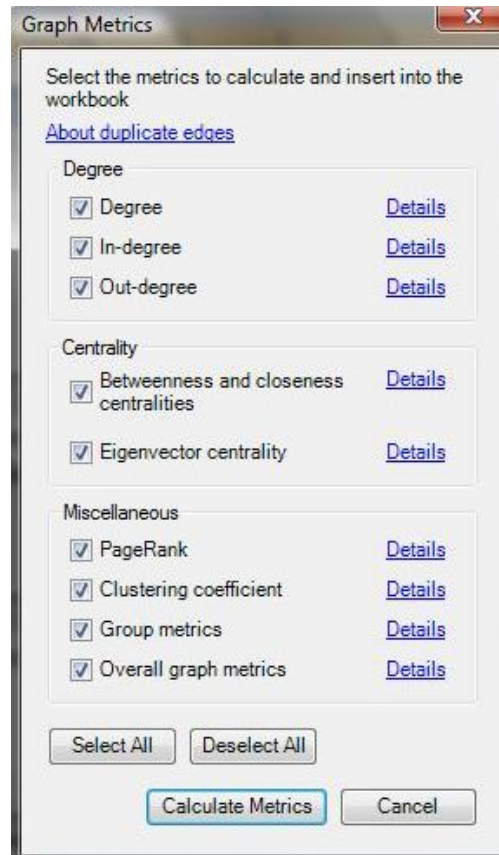 Graph Metrics
Select the metrics to calculate and insert into the
workbook
About duplicate edges
Degree
Degree Details
In-degree Details
Out-degree Details
Centrality
Betweenness and closeness Details
centralities
Eigenvector centrality Details
Miscellaneous
PageRank Details
Clustering coefficient Details
Group metrics Details
Overall graph metrics Details
Select All Deselect All
Calculate Metrics Cancel